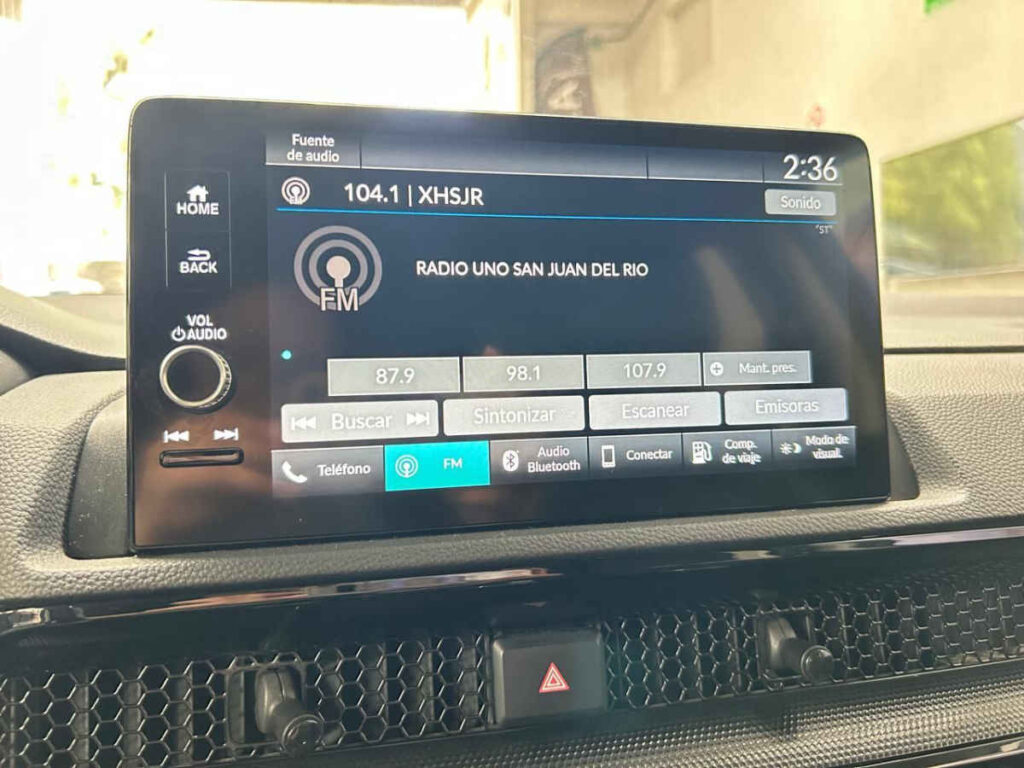 Fuente
de audio
2:36
HOME
104.1 | XHSJR
Sonido
"ST"
BACK
FM
RADIO UNO SAN JUAN DEL RIO
VOL
AUDIO
87.9
98.1
107.9
Mant. pres.
Buscar
Sintonizar
Escanear
Emisoras
Teléfono
FM
Audio
Bluetooth
Conectar
Comp.
de viaje
Modo de
visual.